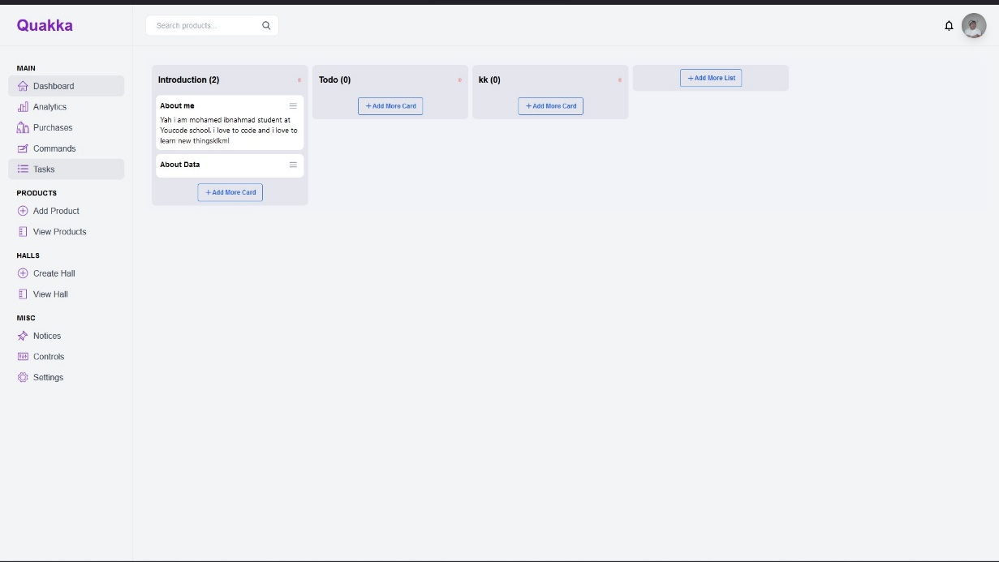 Quakka
Search products...
MAIN
Dashboard
Analytics
Purchases
Commands
Tasks
PRODUCTS
Add Product
View Products
HALLS
Create Hall
View Hall
MISC
Notices
Controls
Settings
Introduction (2)
About me
Yah i am mohamed ibnahmad student at
Youcode school. i love to code and i love to
learn new thingsklkml
About Data
+ Add More Card
Todo (0)
+ Add More Card
kk (0)
+ Add More Card
+ Add More List